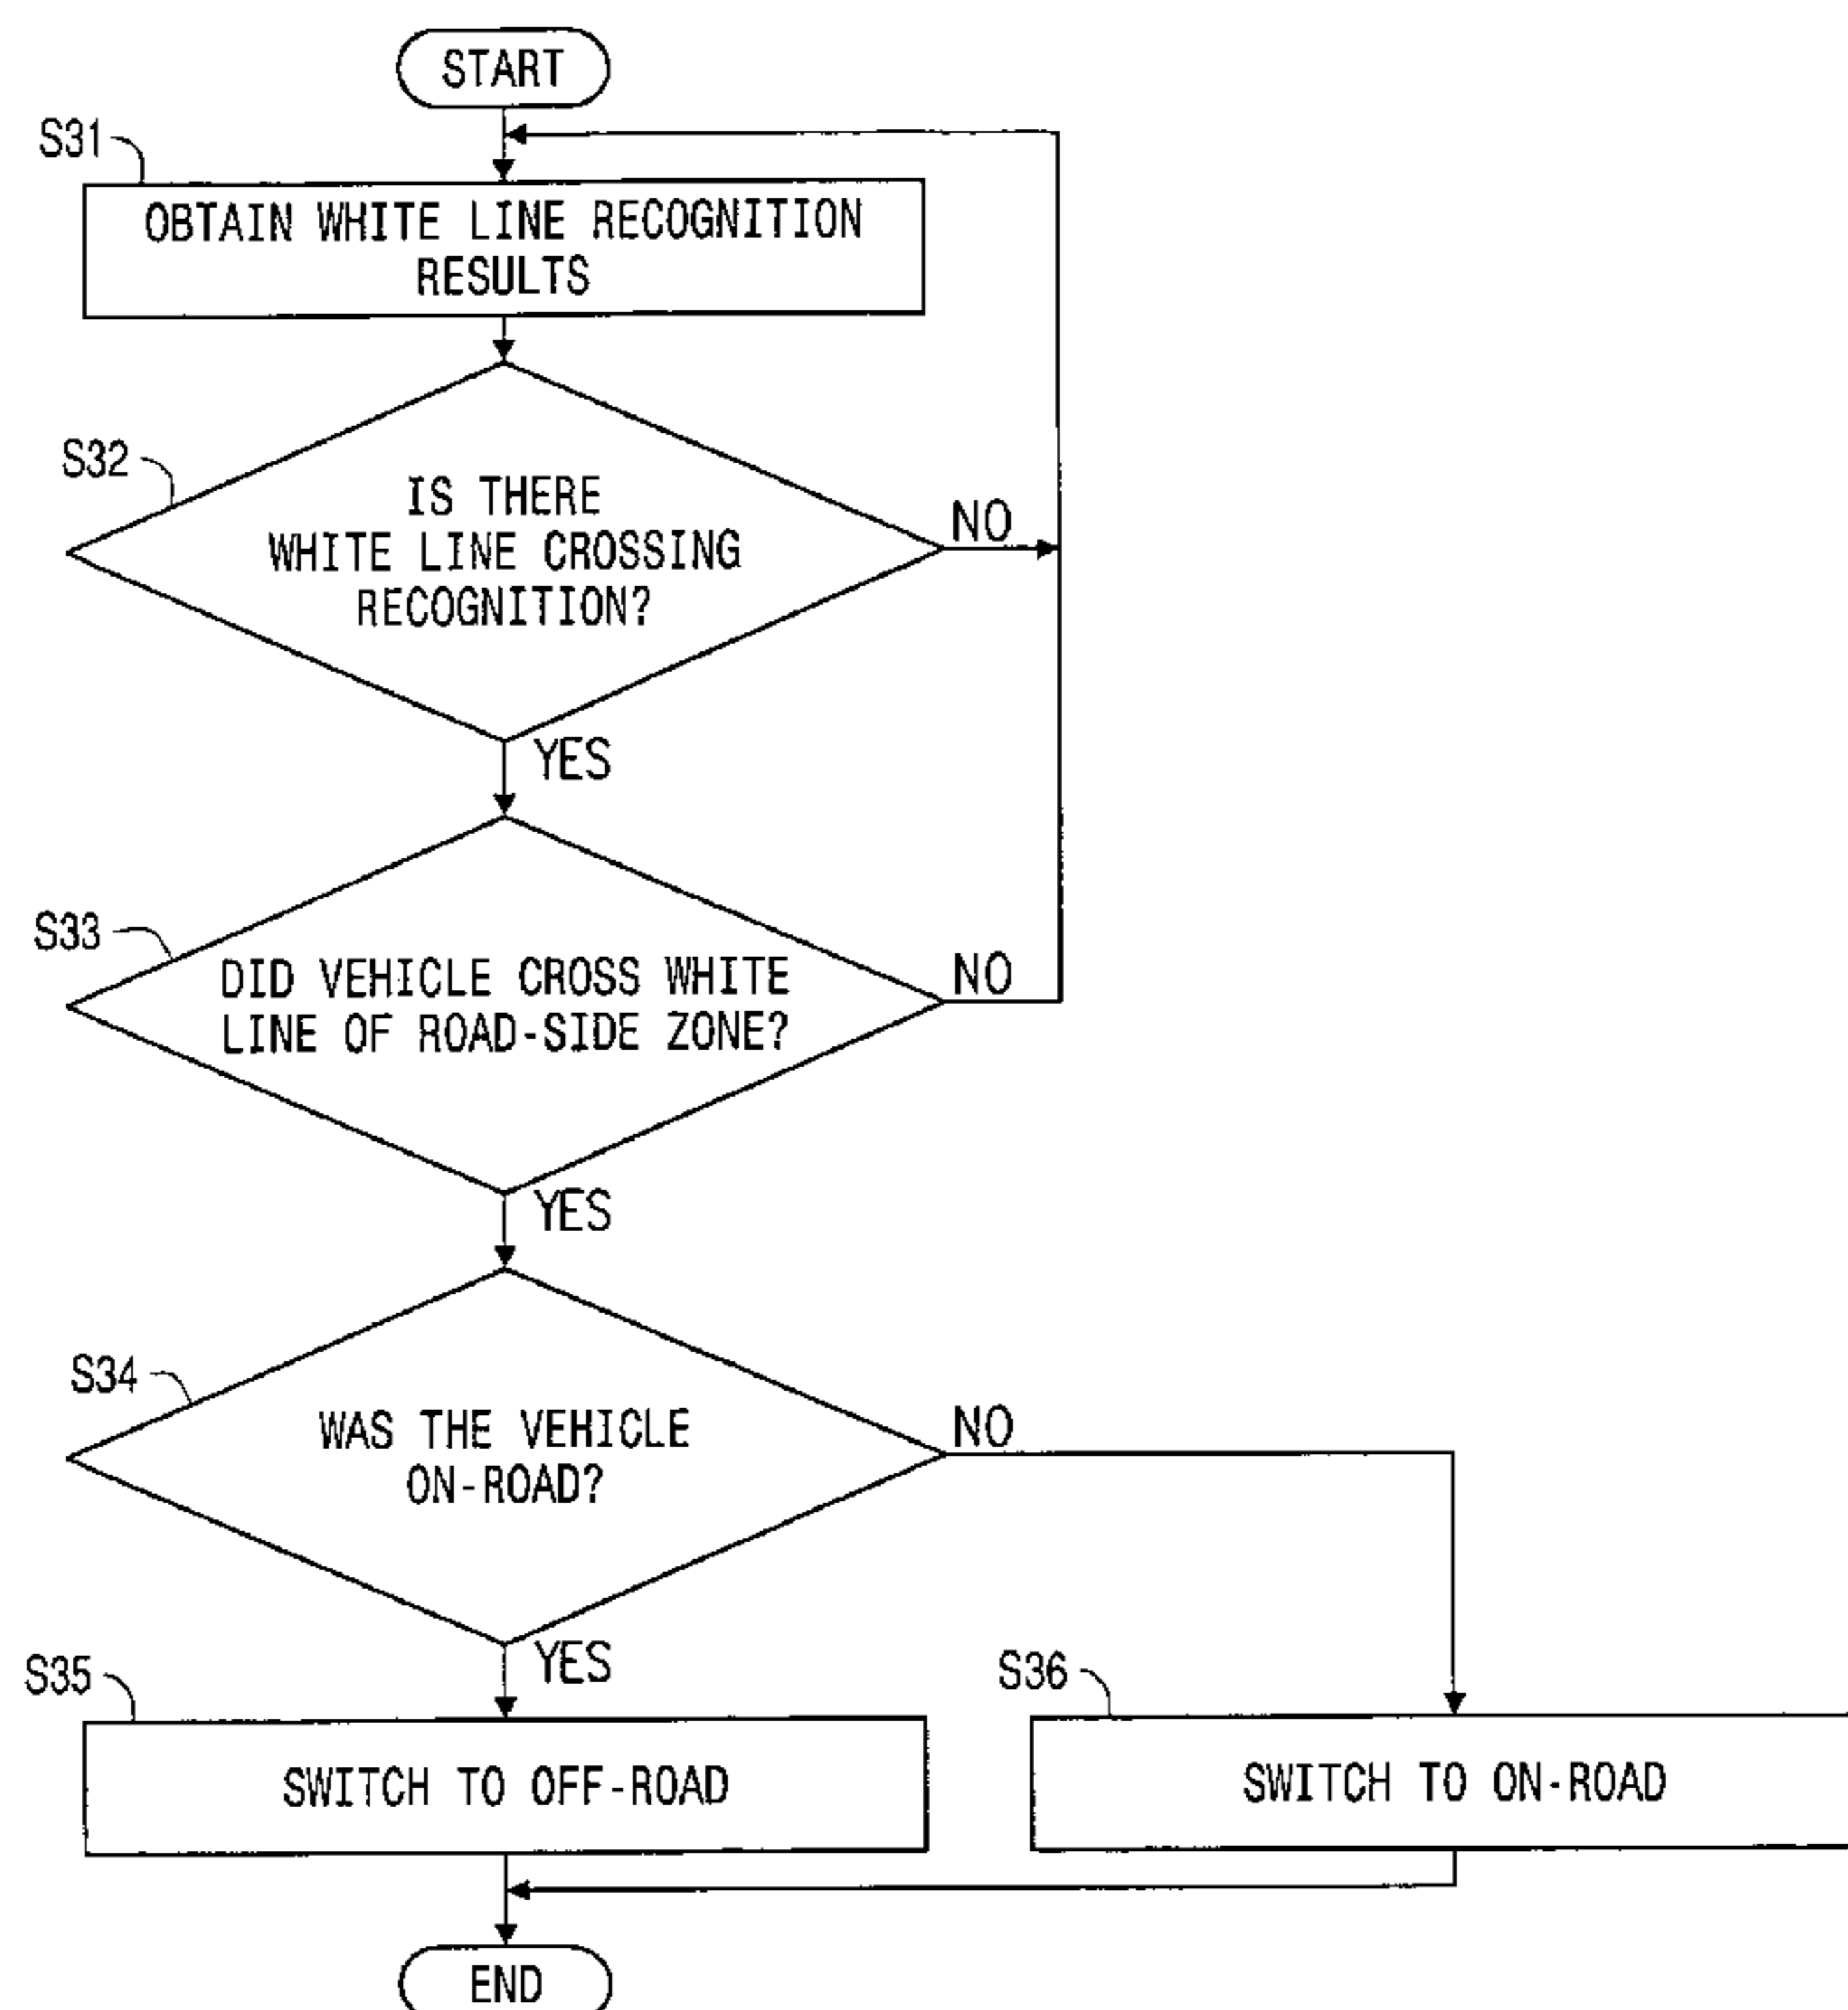 START
S31
OBTAIN WHITE LINE RECOGNITION
RESULTS
S32
IS THERE
WHITE LINE CROSSING
RECOGNITION?
NO
YES
S33
DID VEHICLE CROSS WHITE
LINE OF ROAD-SIDE ZONE?
NO
YES
S34
WAS THE VEHICLE
ON-ROAD?
NO
YES
S35
SWITCH TO OFF-ROAD
S36
SWITCH TO ON-ROAD
END